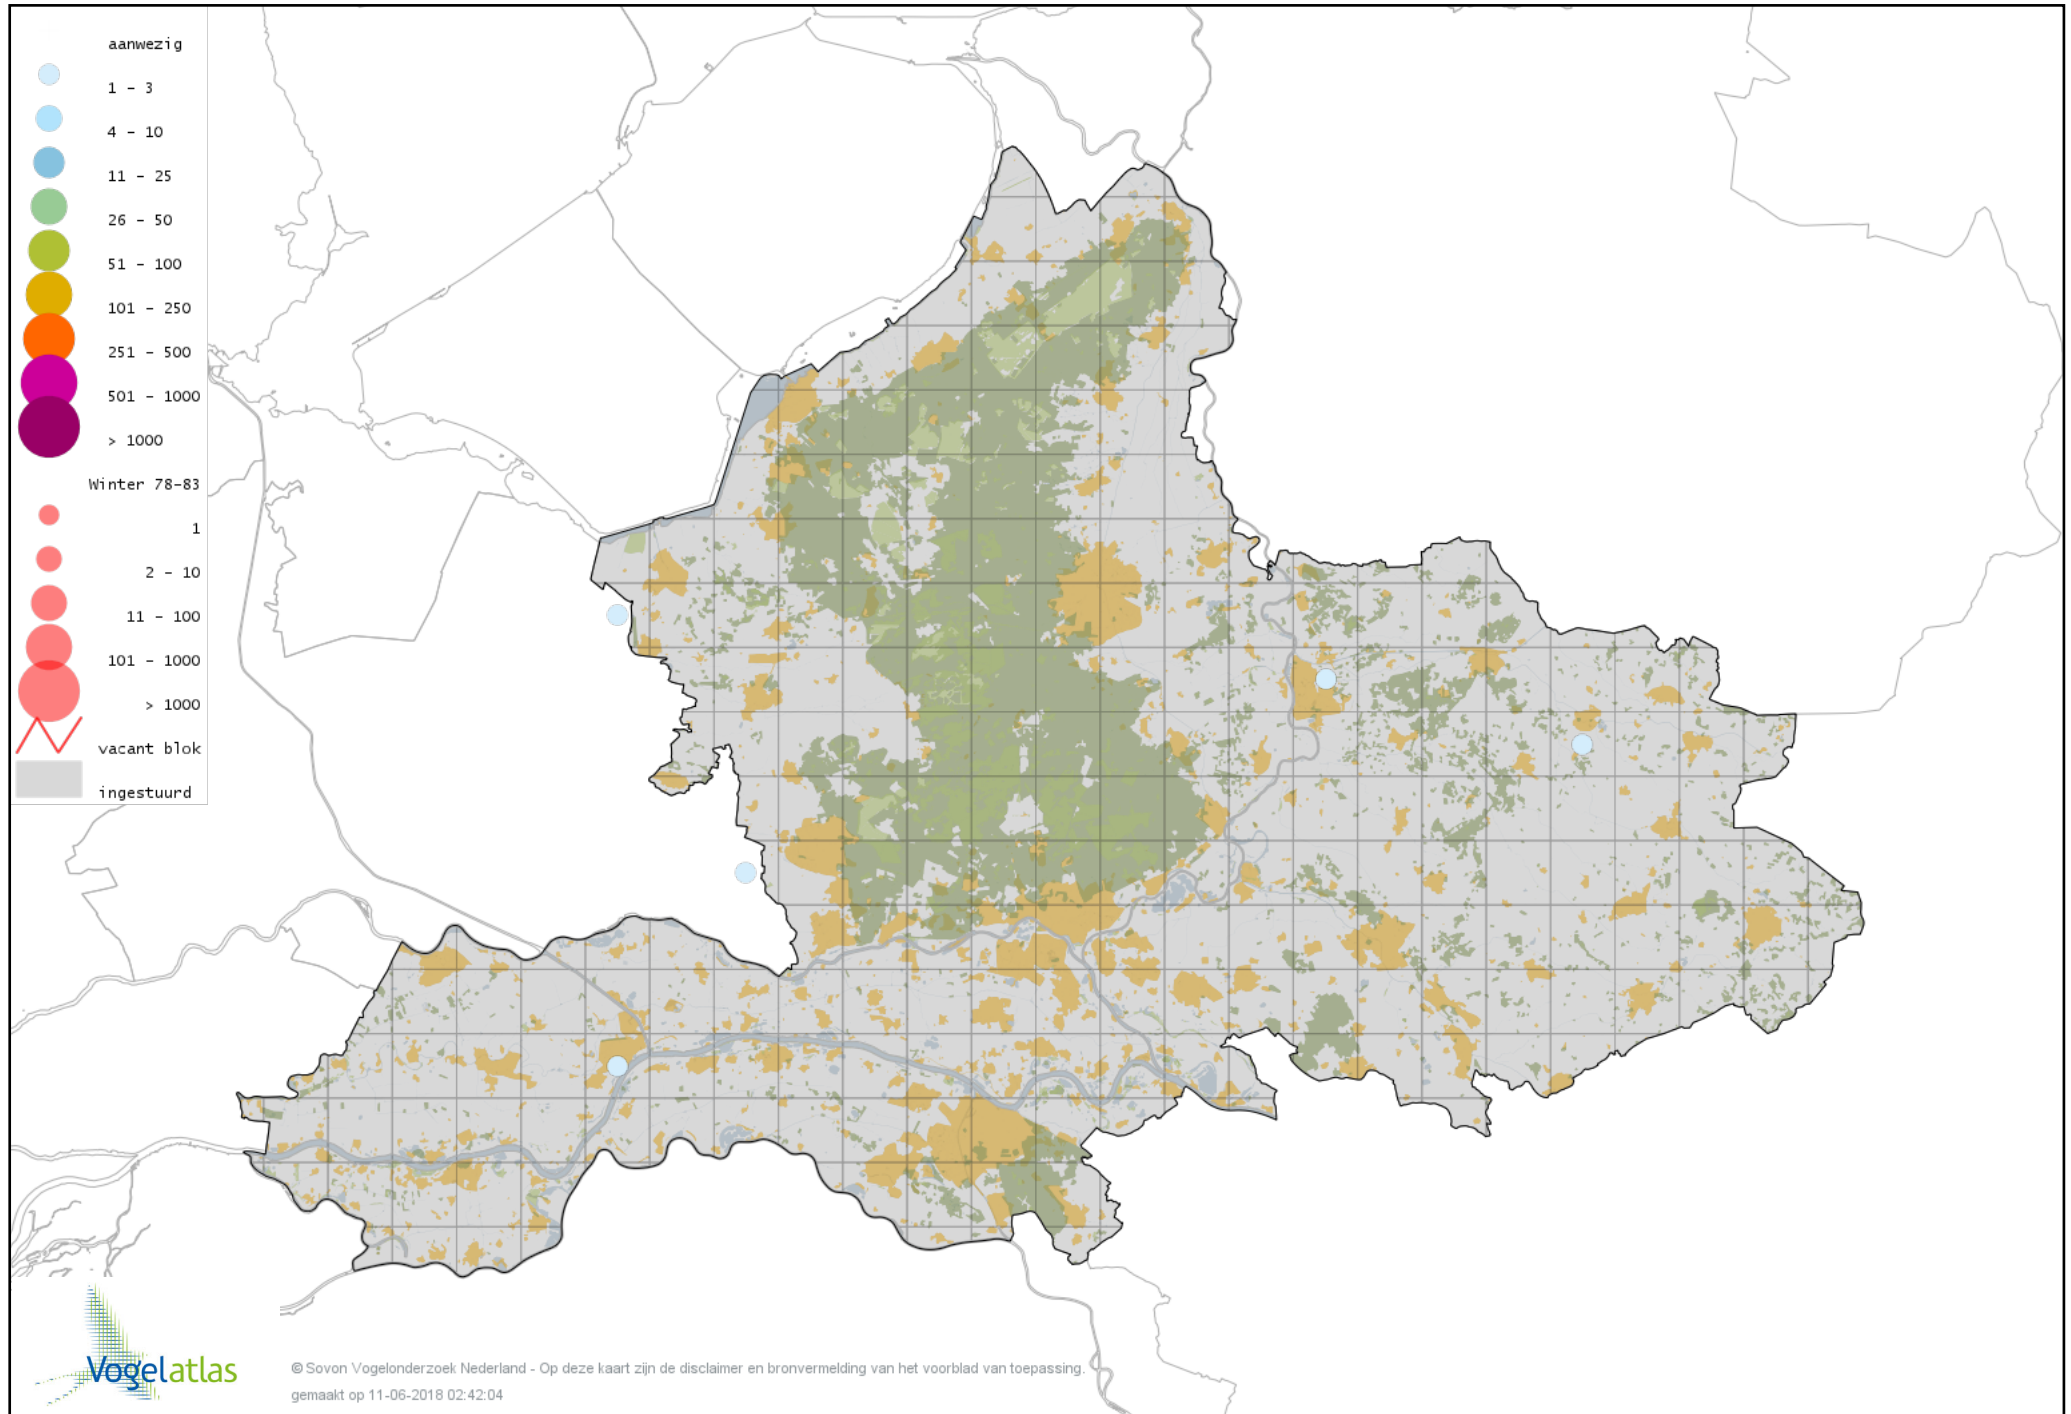 aanwezig
1 - 3
4 - 10
11 - 25
26 - 50
51 - 100
101 - 250
251 - 500
501 - 1000
> 1000
Winter 78-83
1
2 - 10
11 - 100
101 - 1000
> 1000
vacant blok
ingestuurd
Vogelatlas
© Sovon Vogelonderzoek Nederland - Op deze kaart zijn de disclaimer en bronvermelding van het voorblad van toepassing.
gemaakt op 11-06-2018 02:42:04